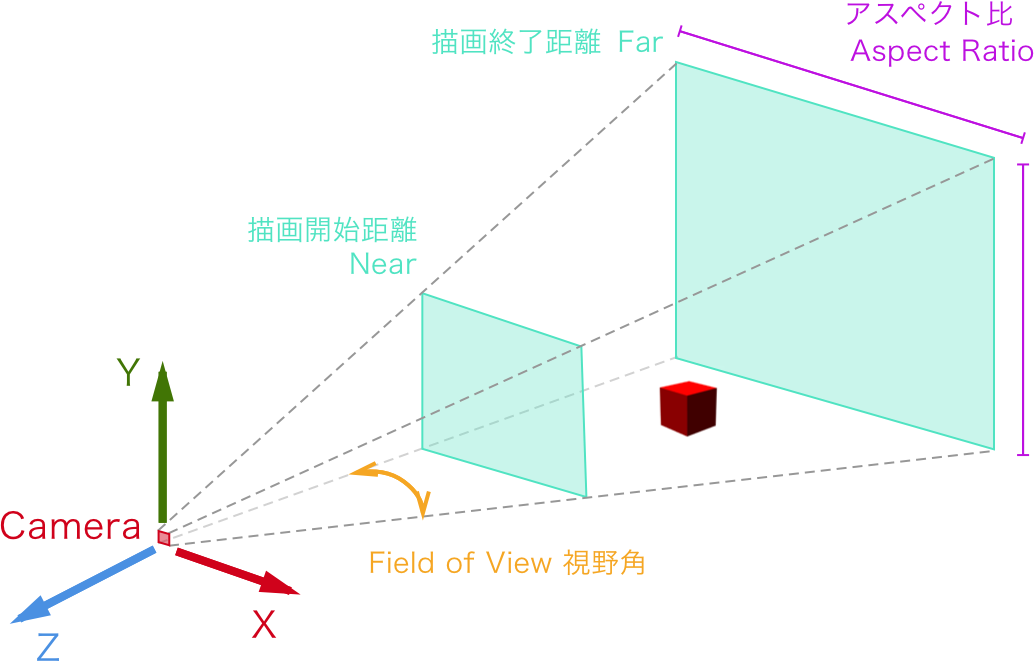 アスペクト比
Aspect Ratio
描画終了距離 Far
描画開始距離
Near
Y
Camera
Field of View 視野角
X
Z